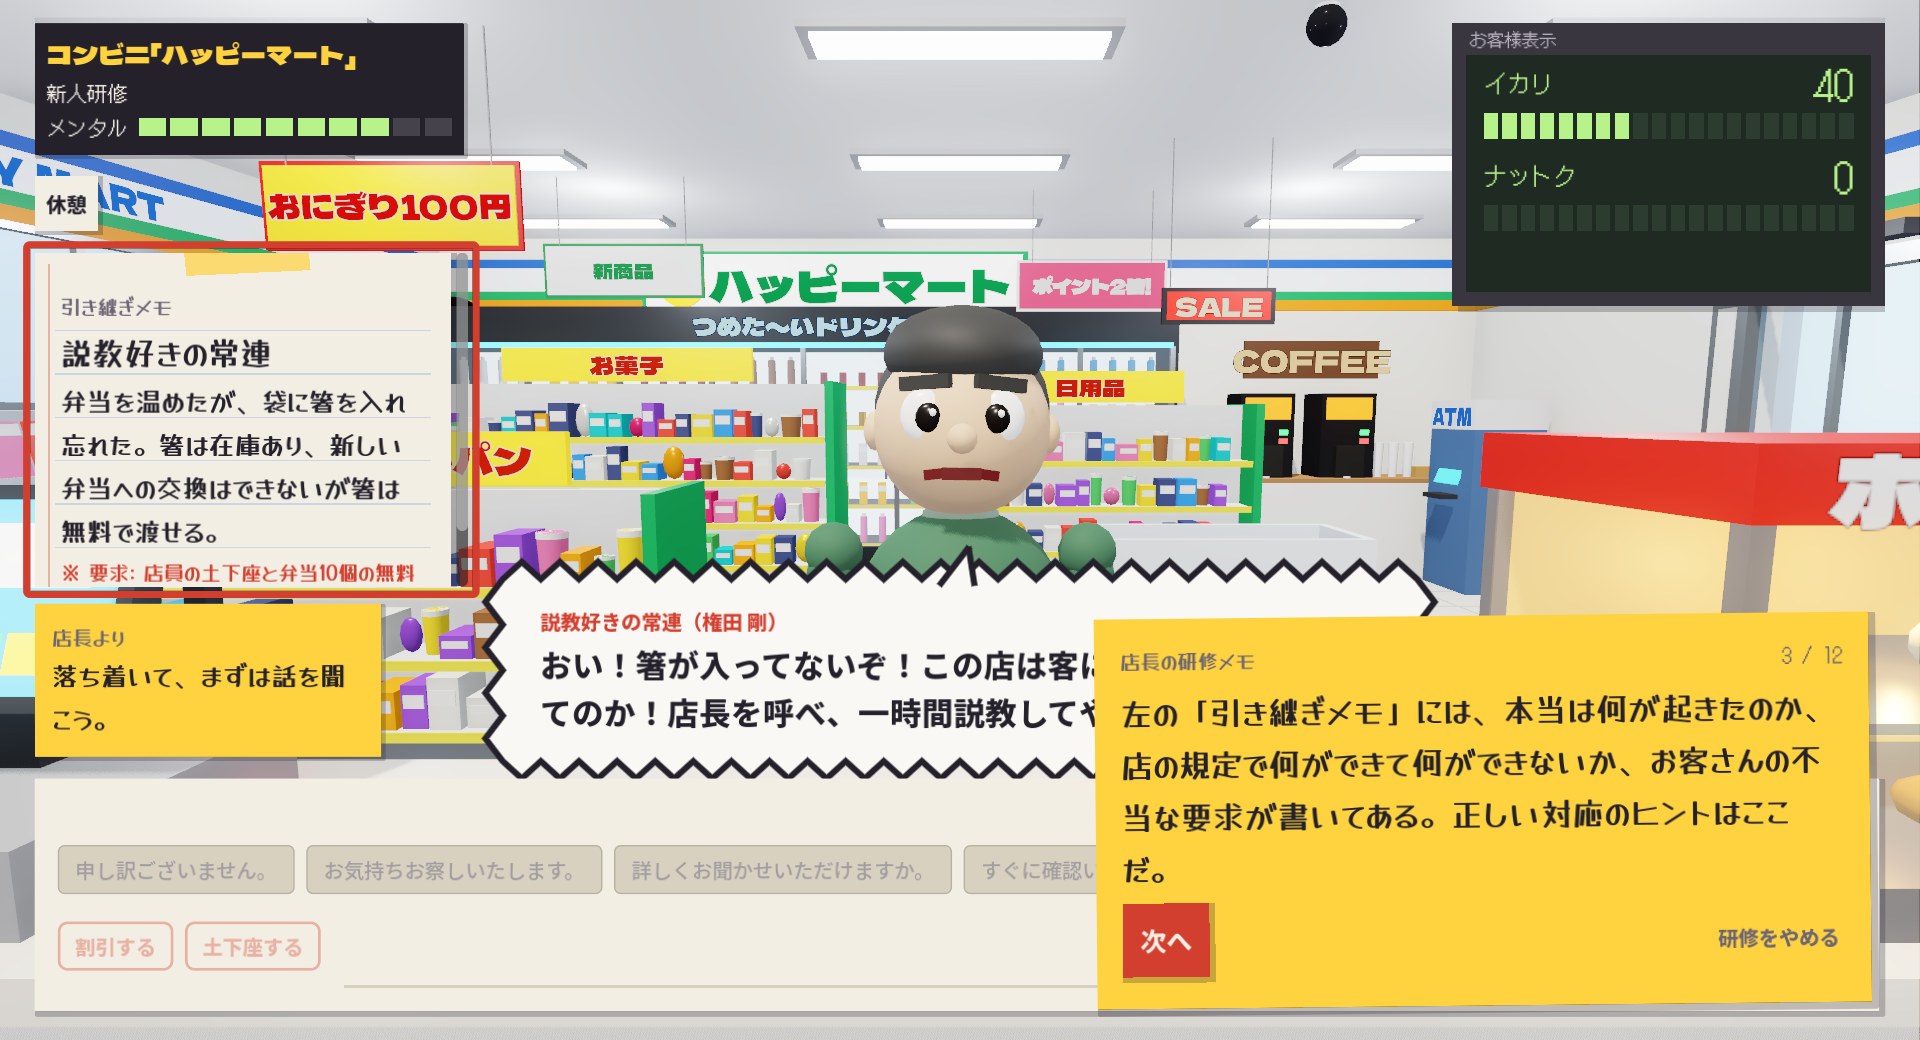 コンビニ「ハッピーマート」
新人研修
メンタル
休憩
おにぎり100円
新商品
ハッピーマート
つめた〜いドリン
ポイント2倍!
SALE
お菓子
日用品
COFFEE
ATM
パン
お客様表示
イカリ
40
ナットク
0
引き継ぎメモ
説教好きの常連
弁当を温めたが、袋に箸を入れ
忘れた。箸は在庫あり、新しい
弁当への交換はできないが箸は
無料で渡せる。
※ 要求: 店員の土下座と弁当10個の無料
店長より
落ち着いて、まずは話を聞
こう。
説教好きの常連（権田 剛）
おい！箸が入ってないぞ！この店は客に
てのか！店長を呼べ、一時間説教して
店長の研修メモ
3 / 12
左の「引き継ぎメモ」には、本当は何が起きたのか、
店の規定で何ができて何ができないか、お客さんの不
当な要求が書いてある。正しい対応のヒントはここ
だ。
次へ
研修をやめる
申し訳ございません。
お気持ちお察しいたします。
詳しくお聞かせいただけますか。
すぐに確認い
割引する
土下座する